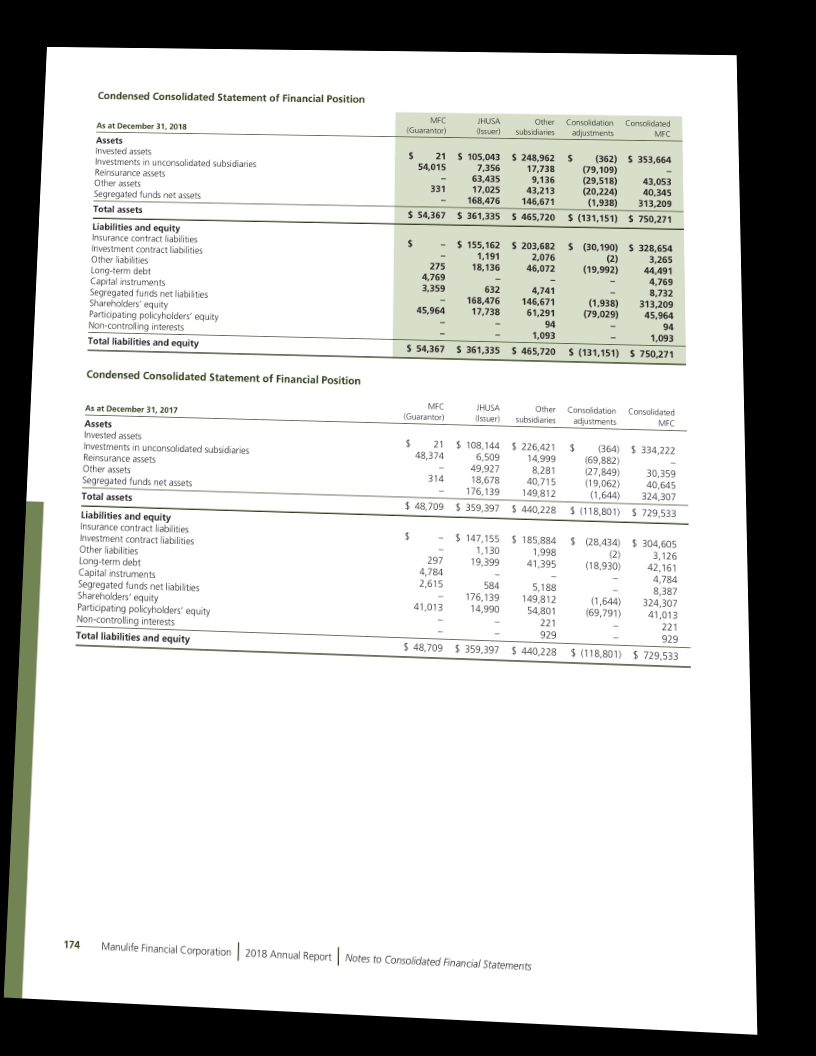 Condensed Consolidated Statement of Financial Position
As at December 31, 2018 MFC (Guarantor) JHUSA (Issuer) Other subsidiaries Consolidation adjustments Consolidated MFC
Assets
Invested assets $ 21 $ 105,043 $ 248,962 $ (362) $ 353,664
Investments in unconsolidated subsidiaries 54,015 7,356 17,738 (79,109) –
Reinsurance assets – 63,435 9,136 (29,518) 43,053
Other assets 331 17,025 43,213 (20,224) 40,345
Segregated funds net assets – 168,476 146,671 (1,938) 313,209
Total assets $ 54,367 $ 361,335 $ 465,720 $ (131,151) $ 750,271
Liabilities and equity
Insurance contract liabilities $ – $ 155,162 $ 203,682 $ (30,190) $ 328,654
Investment contract liabilities – 1,191 2,076 (2) 3,265
Other liabilities 275 18,136 46,072 (19,992) 44,491
Long-term debt 4,769 – – – 4,769
Capital instruments 3,359 632 4,741 – 8,732
Segregated funds net liabilities – 168,476 146,671 (1,938) 313,209
Shareholders' equity 45,964 17,738 61,291 (79,029) 45,964
Participating policyholders' equity – – 94 – 94
Non-controlling interests – – 1,093 – 1,093
Total liabilities and equity $ 54,367 $ 361,335 $ 465,720 $ (131,151) $ 750,271
Condensed Consolidated Statement of Financial Position
As at December 31, 2017 MFC (Guarantor) JHUSA (Issuer) Other subsidiaries Consolidation adjustments Consolidated MFC
Assets
Invested assets $ 21 $ 108,144 $ 226,421 $ (364) $ 334,222
Investments in unconsolidated subsidiaries 48,374 6,509 14,999 (69,882) –
Reinsurance assets – 49,927 8,281 (27,849) 30,359
Other assets 314 18,678 40,715 (19,062) 40,645
Segregated funds net assets – 176,139 149,812 (1,644) 324,307
Total assets $ 48,709 $ 359,397 $ 440,228 $ (118,801) $ 729,533
Liabilities and equity
Insurance contract liabilities $ – $ 147,155 $ 185,884 $ (28,434) $ 304,605
Investment contract liabilities – 1,130 1,998 (2) 3,126
Other liabilities 297 19,399 41,395 (18,930) 42,161
Long-term debt 4,784 – – – 4,784
Capital instruments 2,615 584 5,188 – 8,387
Segregated funds net liabilities – 176,139 149,812 (1,644) 324,307
Shareholders' equity 41,013 14,990 54,801 (69,791) 41,013
Participating policyholders' equity – – 221 – 221
Non-controlling interests – – 929 – 929
Total liabilities and equity $ 48,709 $ 359,397 $ 440,228 $ (118,801) $ 729,533
174 Manulife Financial Corporation | 2018 Annual Report | Notes to Consolidated Financial Statements